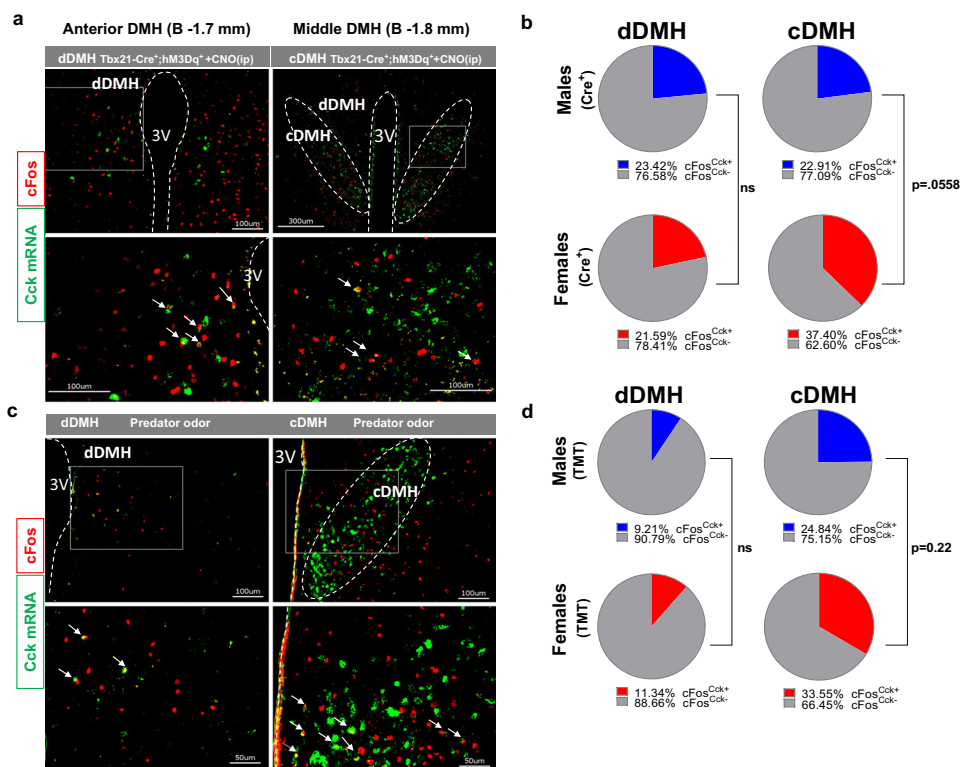 a
Anterior DMH (B -1.7 mm)
Middle DMH (B -1.8 mm)
dDMH Tbx21-Cre⁺;hM3Dq⁺+CNO(ip)
cDMH Tbx21-Cre⁺;hM3Dq⁺+CNO(ip)
cFos
Cck mRNA
dDMH
3V
100um
dDMH
cDMH
3V
300um
3V
100um
100um
b
dDMH
cDMH
Males
(Cre⁺)
23.42% cFosCck+
76.58% cFosCck-
22.91% cFosCck+
77.09% cFosCck-
ns
p=.0558
Females
(Cre⁺)
21.59% cFosCck+
78.41% cFosCck-
37.40% cFosCck+
62.60% cFosCck-
c
dDMH Predator odor
cDMH Predator odor
cFos
Cck mRNA
dDMH
3V
100um
3V
cDMH
100um
50um
50um
d
dDMH
cDMH
Males
(TMT)
9.21% cFosCck+
90.79% cFosCck-
24.84% cFosCck+
75.15% cFosCck-
ns
p=0.22
Females
(TMT)
11.34% cFosCck+
88.66% cFosCck-
33.55% cFosCck+
66.45% cFosCck-